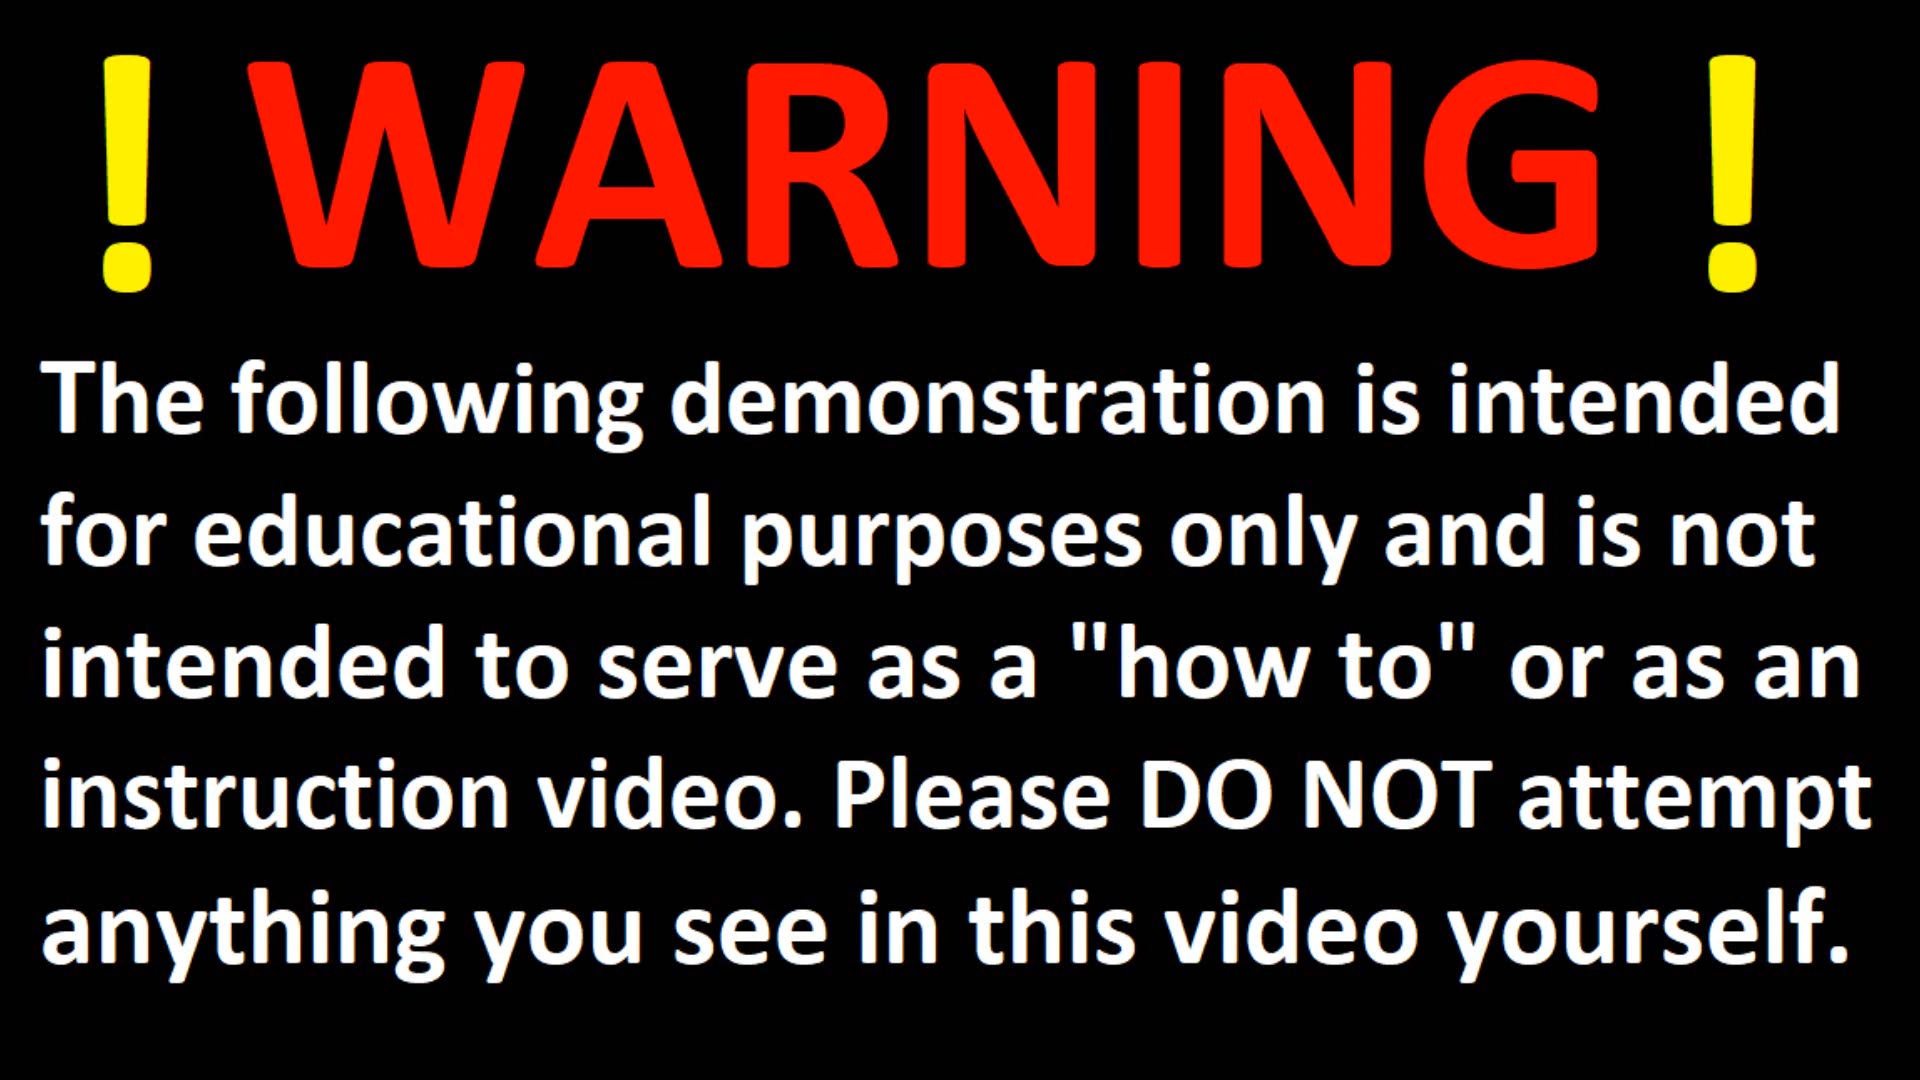 ! WARNING !
The following demonstration is intended
for educational purposes only and is not
intended to serve as a "how to" or as an
instruction video. Please DO NOT attempt
anything you see in this video yourself.